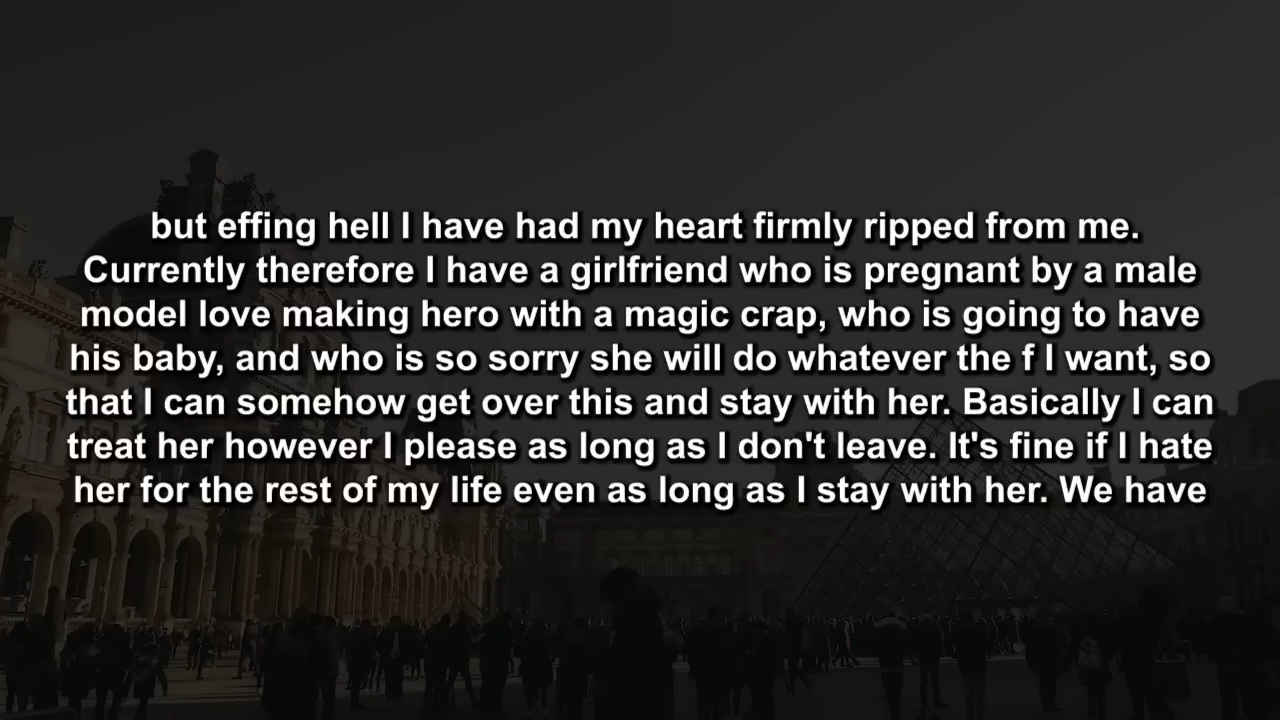 but effing hell I have had my heart firmly ripped from me.
Currently therefore I have a girlfriend who is pregnant by a male
model love making hero with a magic crap, who is going to have
his baby, and who is so sorry she will do whatever the f I want, so
that I can somehow get over this and stay with her. Basically I can
treat her however I please as long as I don't leave. It's fine if I hate
her for the rest of my life even as long as I stay with her. We have